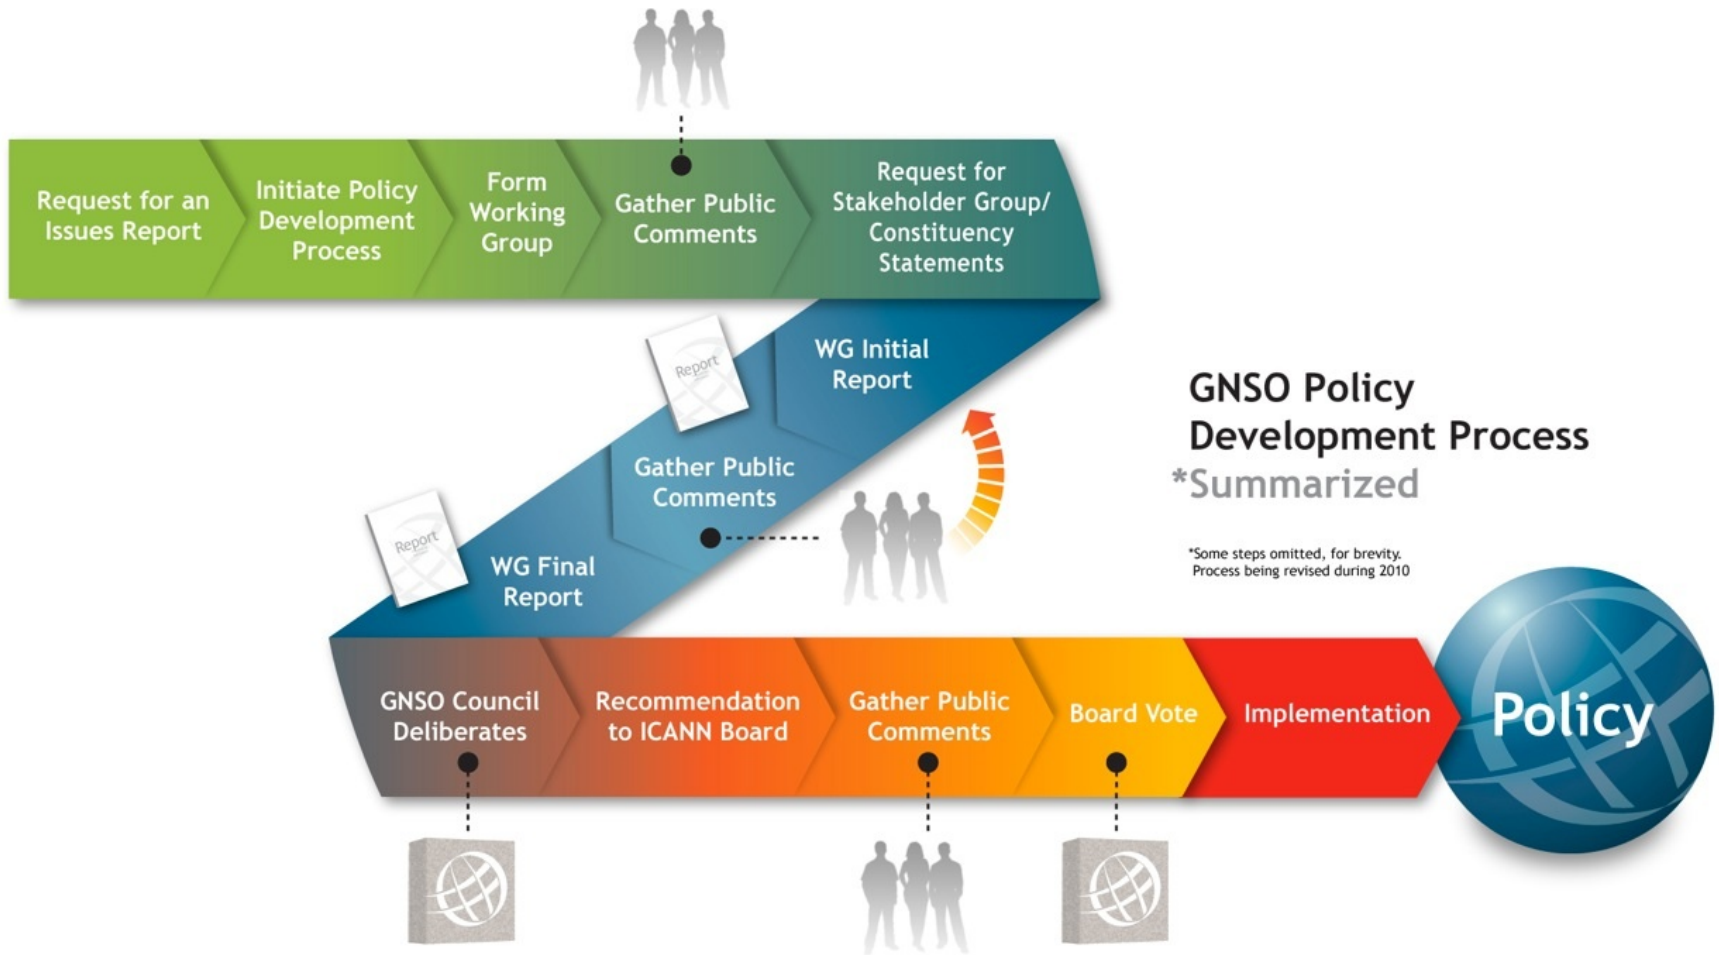 Request for an
Issues Report
Initiate Policy
Development
Process
Form
Working
Group
Gather Public
Comments
Request for
Stakeholder Group/
Constituency
Statements
WG Initial
Report
Report
Gather Public
Comments
Report
WG Final
Report
GNSO Policy
Development Process
*Summarized
*Some steps omitted, for brevity.
Process being revised during 2010
GNSO Council
Deliberates
Recommendation
to ICANN Board
Gather Public
Comments
Board Vote
Implementation
Policy